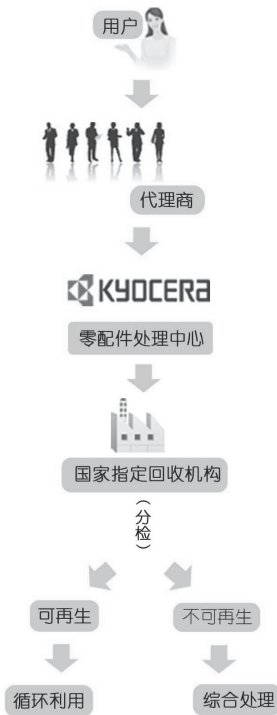 用户
代理商
KYOCERA
零配件处理中心
国家指定回收机构
（分检）
可再生
不可再生
循环利用
综合处理